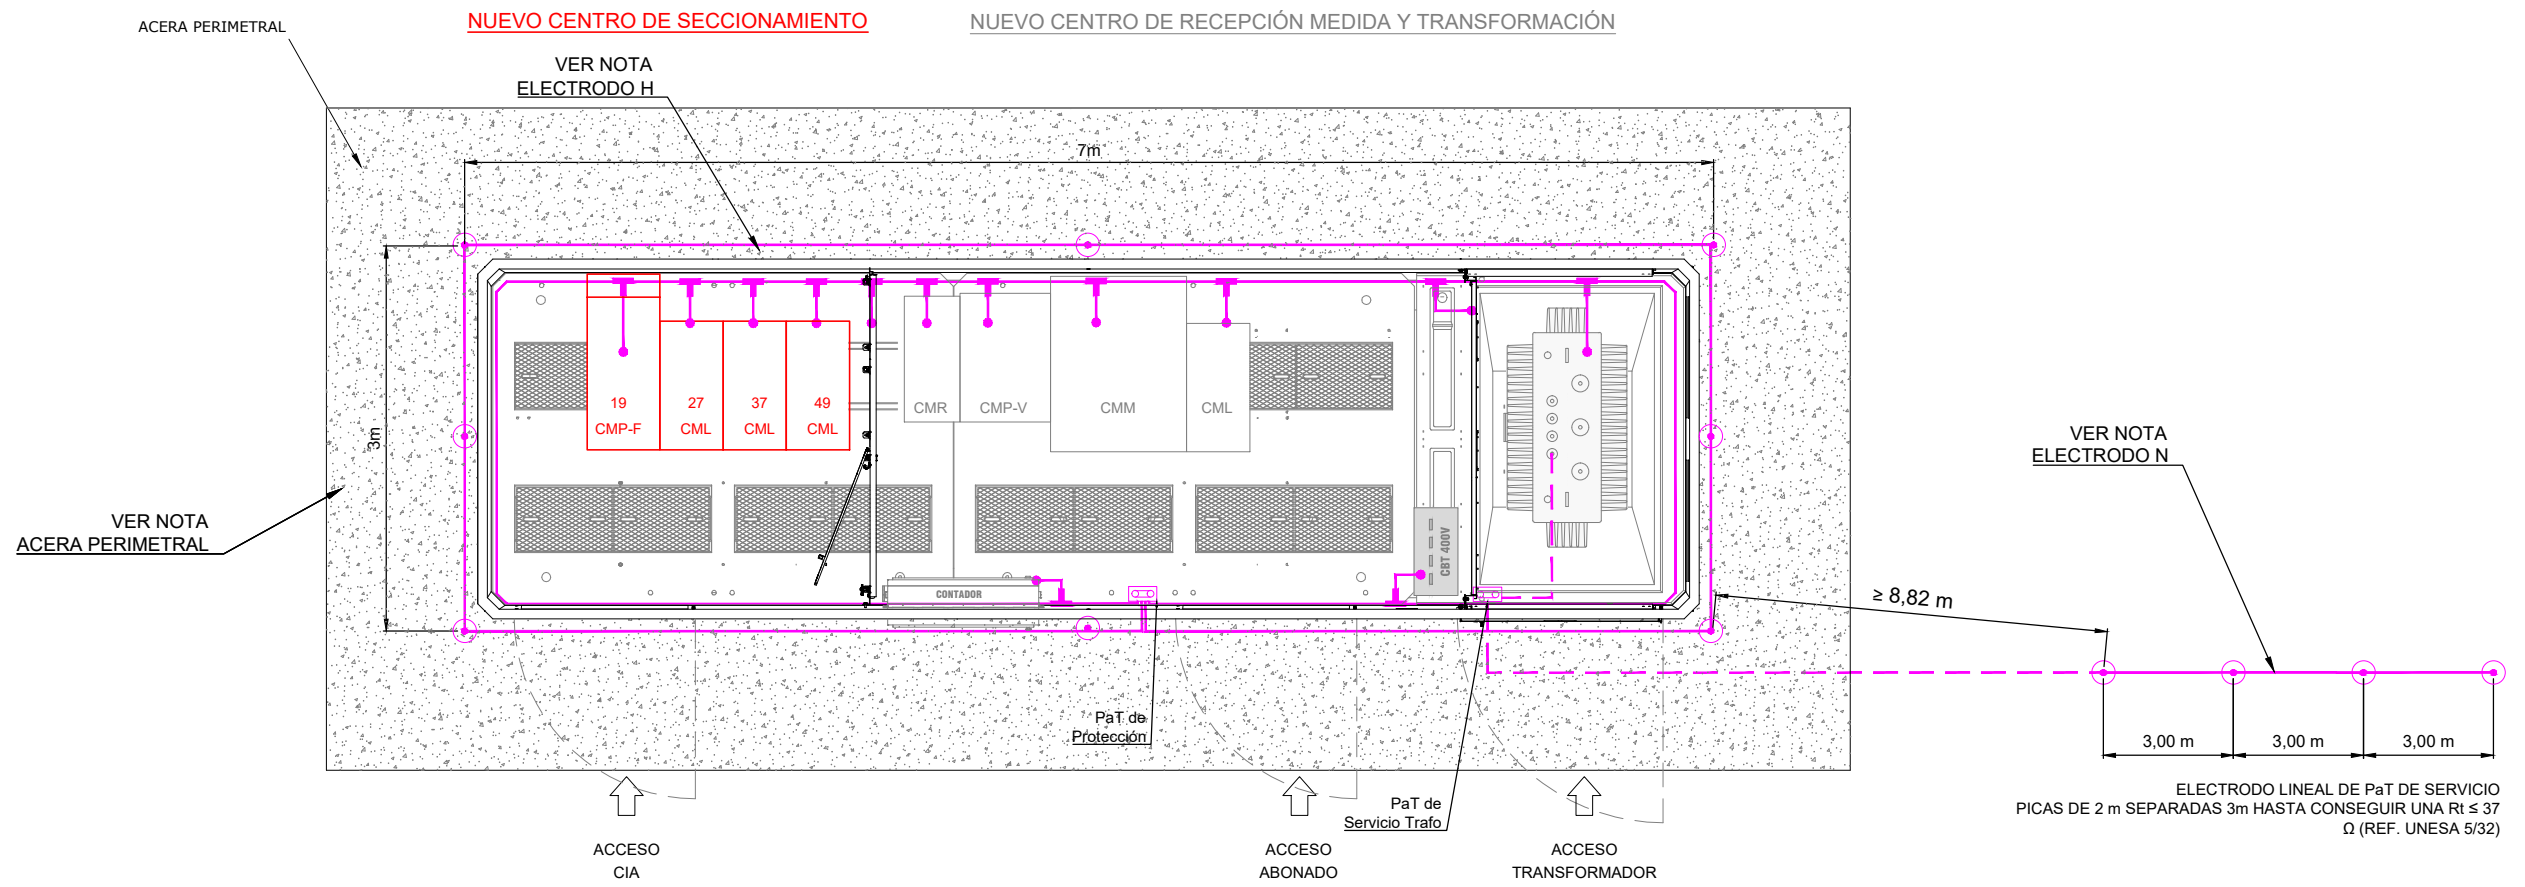 NUEVO CENTRO DE SECCIONAMIENTO
NUEVO CENTRO DE RECEPCIÓN MEDIDA Y TRANSFORMACIÓN
ACERA PERIMETRAL
VER NOTA
ELECTRODO H
7m
3m
19
CMP-F
27
CML
37
CML
49
CML
CMR
CMP-V
CMM
CML
VER NOTA
ELECTRODO N
VER NOTA
ACERA PERIMETRAL
CBT 400V
CONTADOR
≥ 8,82 m
PaT de
Protección
3,00 m
3,00 m
3,00 m
PaT de
Servicio Trafo
ELECTRODO LINEAL DE PaT DE SERVICIO
PICAS DE 2 m SEPARADAS 3m HASTA CONSEGUIR UNA Rt ≤ 37
Ω (REF. UNESA 5/32)
ACCESO
CIA
ACCESO
ABONADO
ACCESO
TRANSFORMADOR